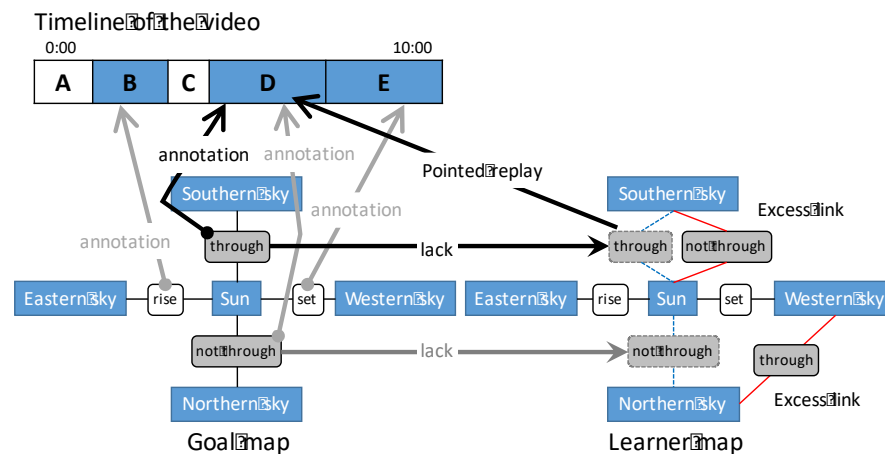 Timeline of the video
0:00 10:00
A B C D E
annotation annotation
Pointed replay
Southern sky Southern sky
annotation Excess link
annotation
through lack through not through
Eastern sky rise Sun set Western sky Eastern sky rise Sun set Western sky
not through lack not through through
Northern sky Northern sky Excess link
Goal map Learner map